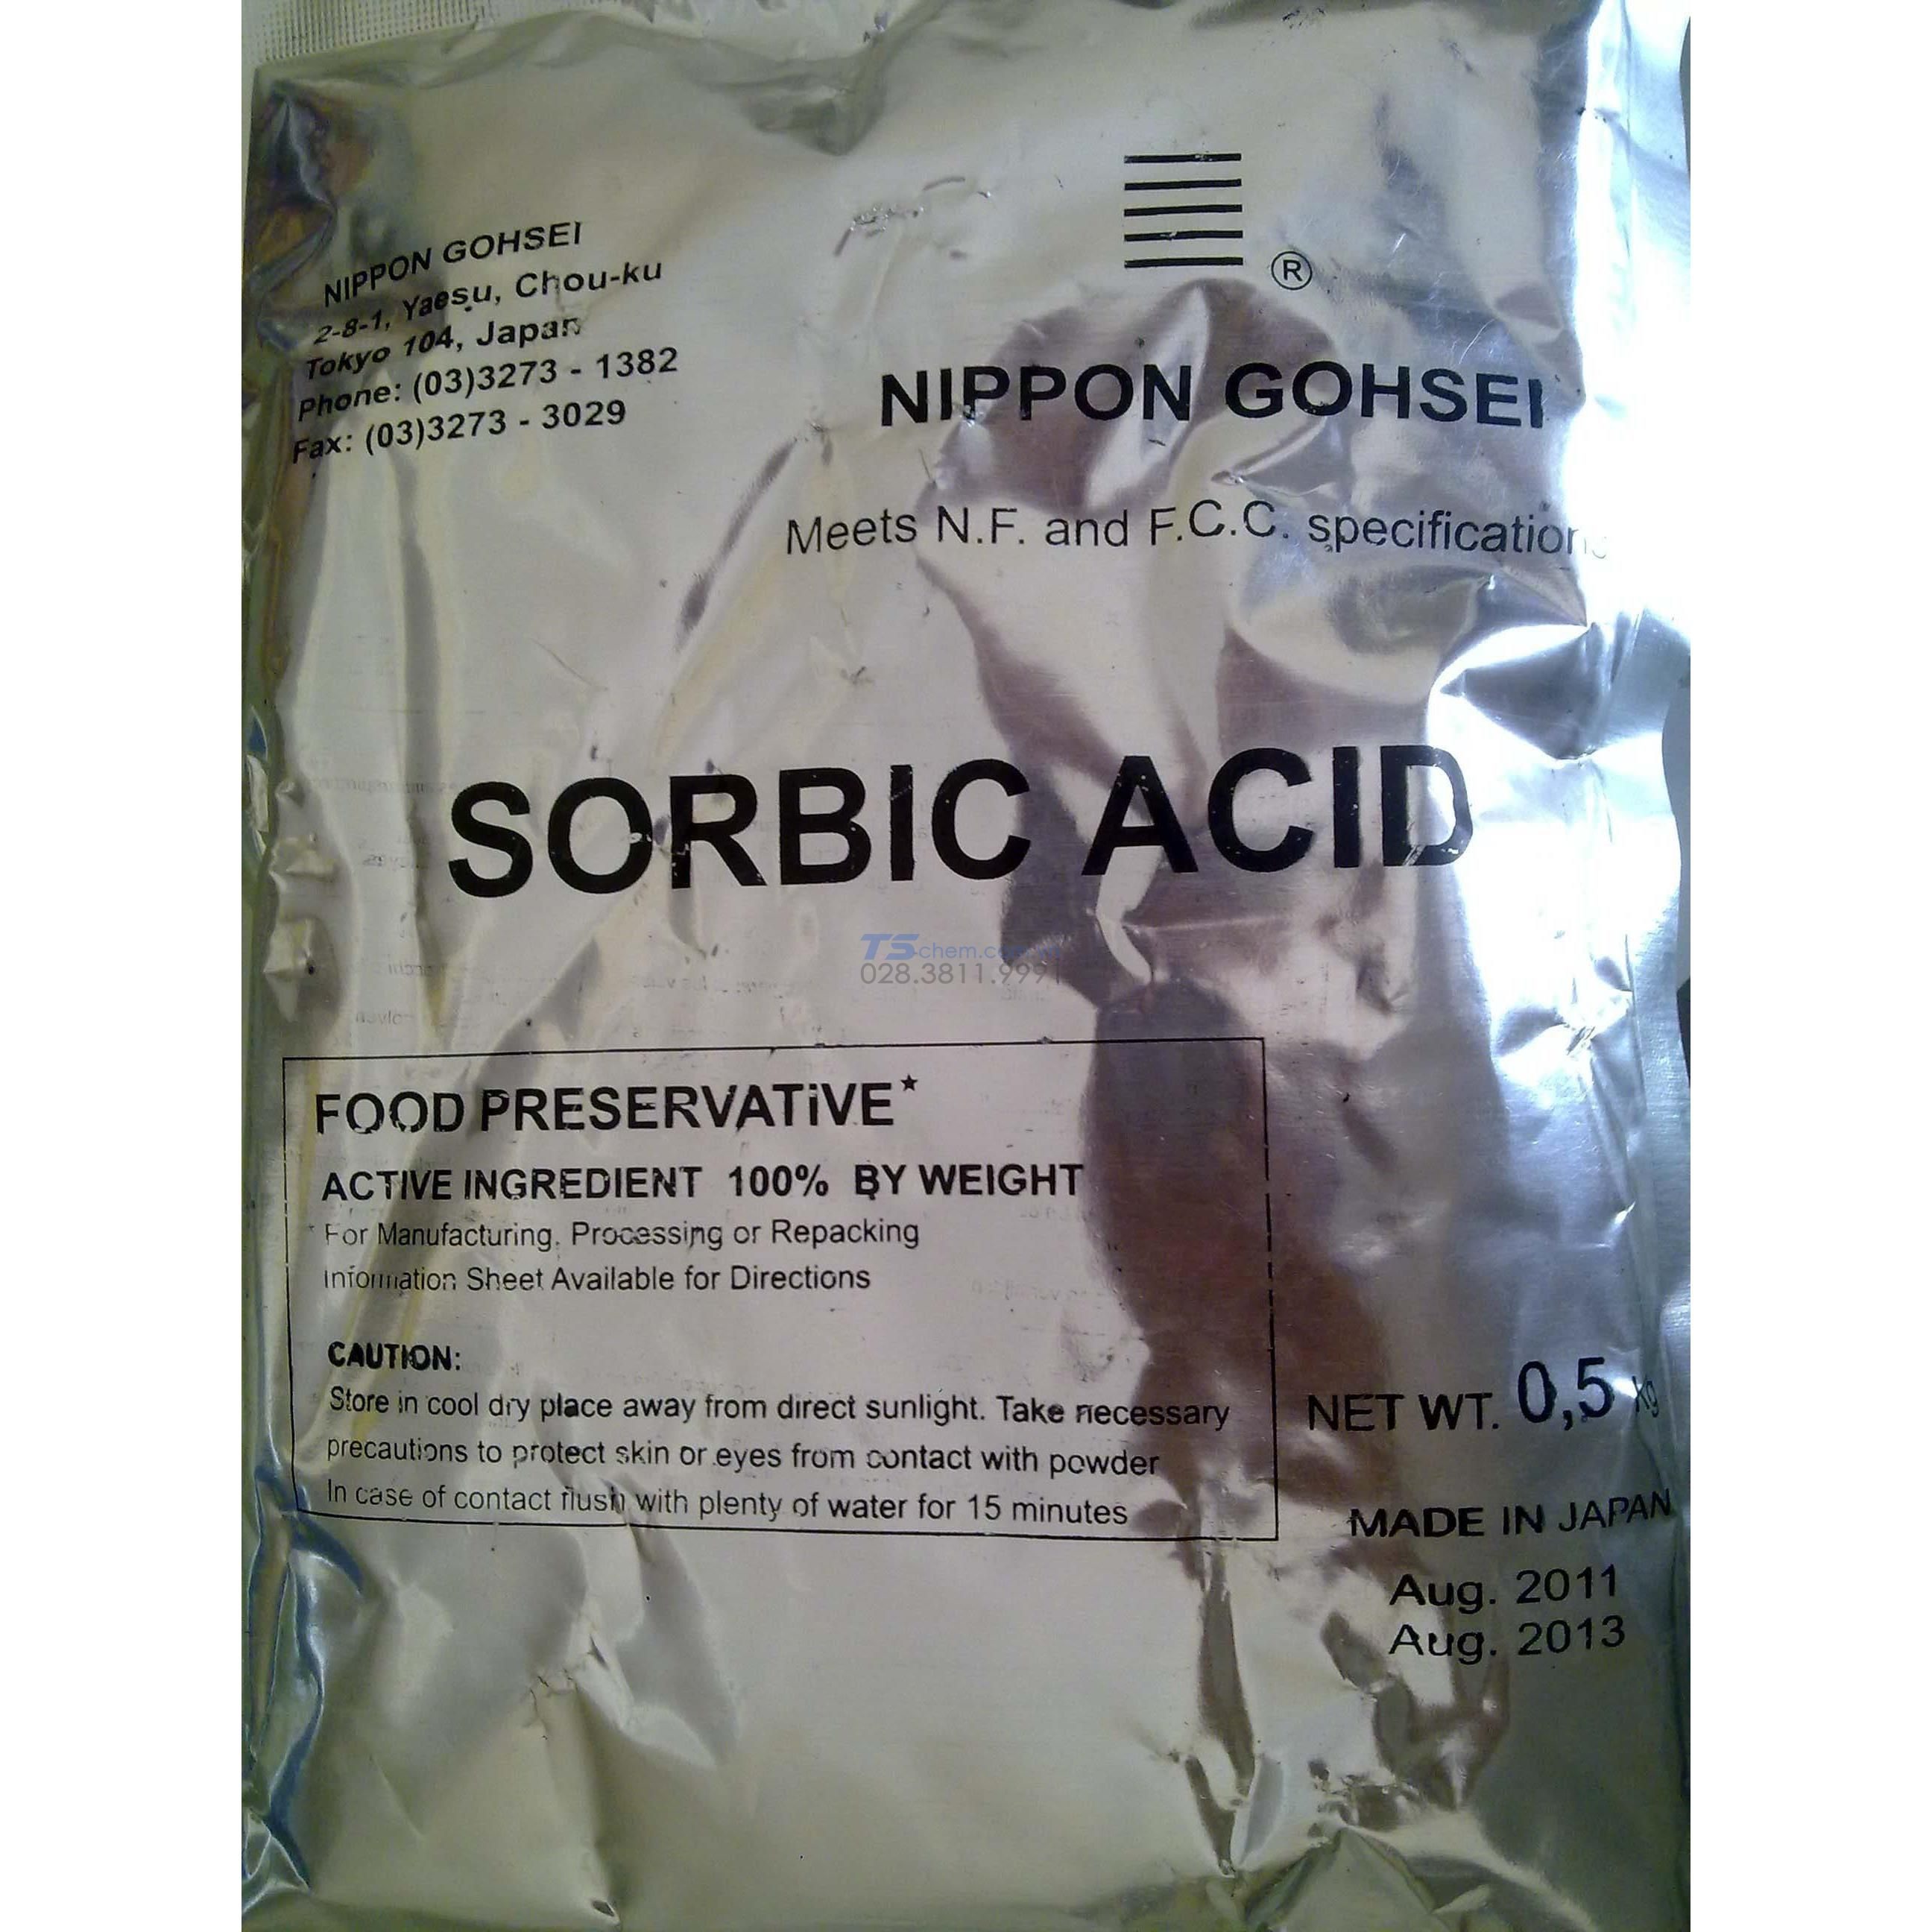 NIPPON GOHSEI
2-8-1, Yaesu, Chou-ku
Tokyo 104, Japan
Phone: (03)3273 - 1382
Fax: (03)3273 - 3029
®
NIPPON GOHSEI
Meets N.F. and F.C.C. specifications
SORBIC ACID
TSchem.com.vn
028.3811.9991
FOOD PRESERVATiVE*
ACTIVE INGREDIENT 100% BY WEIGHT
* For Manufacturing, Processing or Repacking
Information Sheet Available for Directions
CAUTION:
Store in cool dry place away from direct sunlight. Take necessary
precautions to protect skin or eyes from contact with powder
In case of contact flush with plenty of water for 15 minutes
NET WT. 0,5 kg
MADE IN JAPAN
Aug. 2011
Aug. 2013